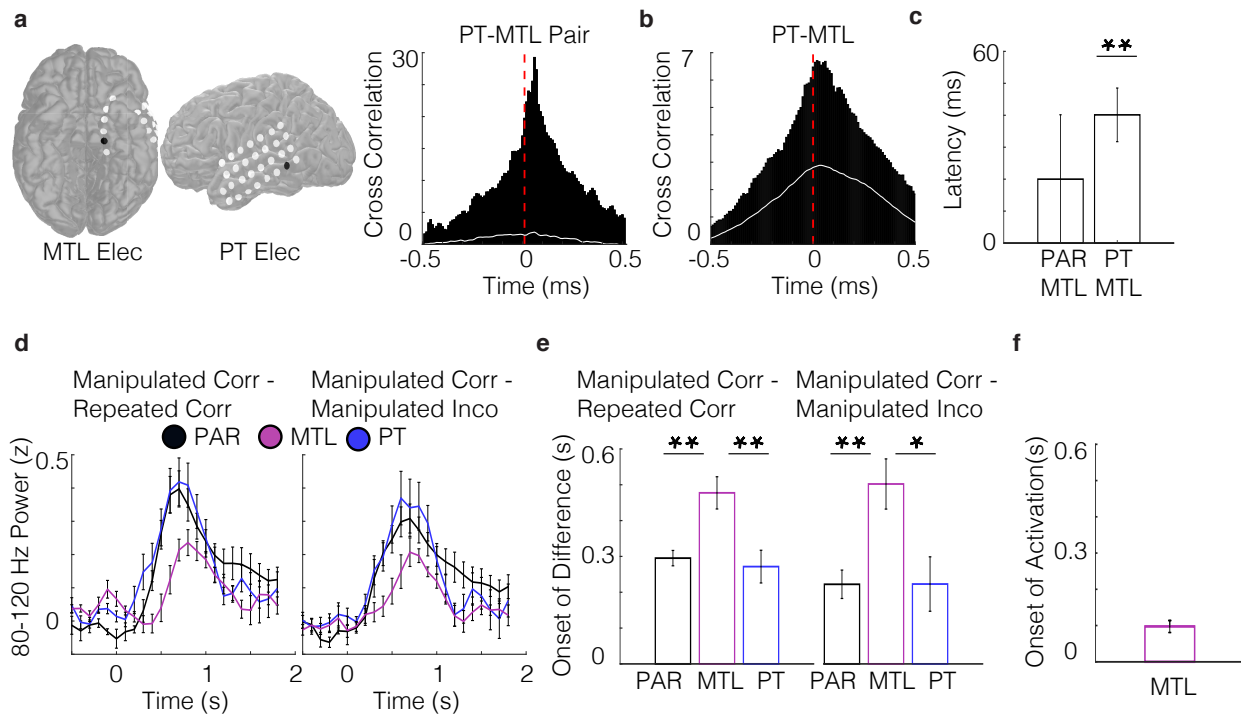 a
MTL Elec
PT Elec
PT-MTL Pair
Cross Correlation
30
0
-0.5
0
0.5
Time (ms)
b
PT-MTL
Cross Correlation
7
0
-0.5
0
0.5
Time (ms)
c
Latency (ms)
60
0
**
PAR
MTL
PT
MTL
d
Manipulated Corr -
Repeated Corr
Manipulated Corr -
Manipulated Inco
PAR
MTL
PT
80-120 Hz Power (z)
0.5
0
0
1
2
Time (s)
0
1
2
Time (s)
e
Manipulated Corr -
Repeated Corr
Manipulated Corr -
Manipulated Inco
Onset of Difference (s)
0.6
0.3
0
** **
** *
PAR MTL PT
PAR MTL PT
f
Onset of Activation(s)
0.6
0.3
0
MTL